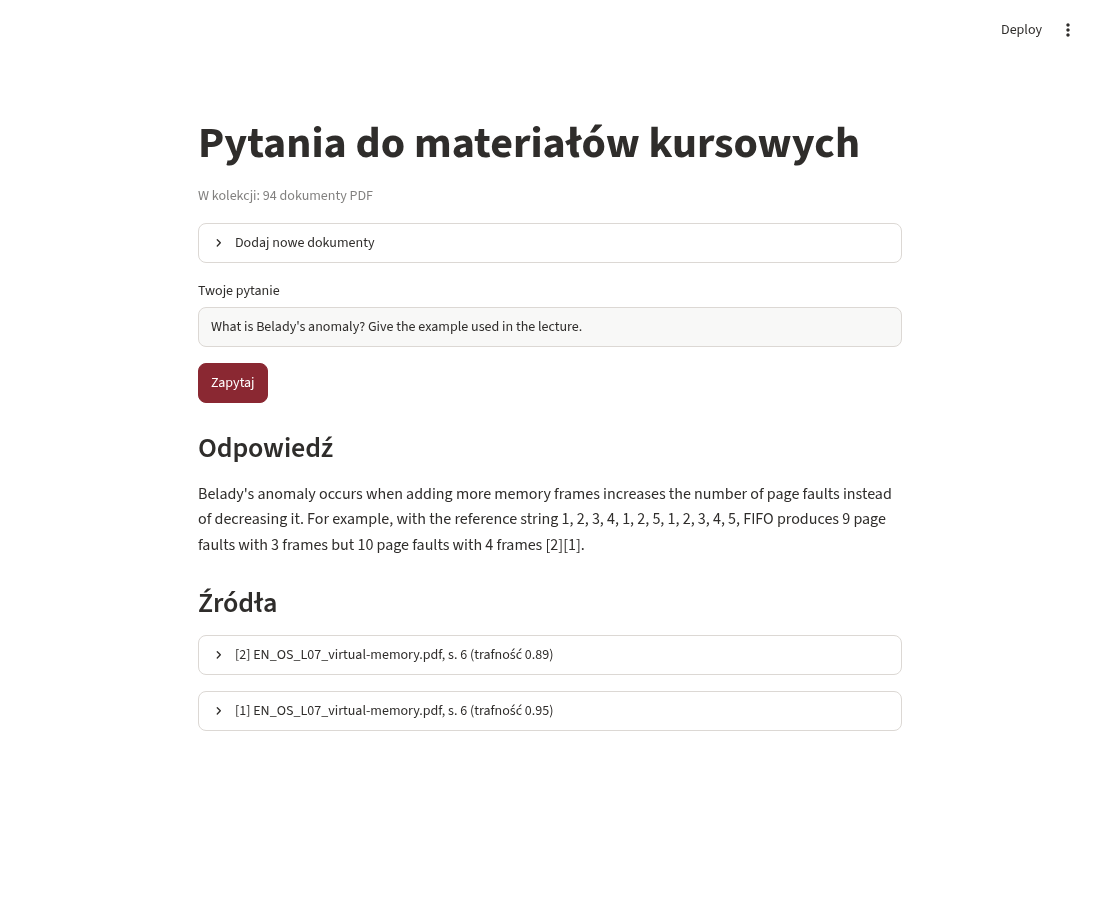 Deploy
Pytania do materiałów kursowych
W kolekcji: 94 dokumenty PDF
Dodaj nowe dokumenty
Twoje pytanie
What is Belady's anomaly? Give the example used in the lecture.
Zapytaj
Odpowiedź
Belady's anomaly occurs when adding more memory frames increases the number of page faults instead
of decreasing it. For example, with the reference string 1, 2, 3, 4, 1, 2, 5, 1, 2, 3, 4, 5, FIFO produces 9 page
faults with 3 frames but 10 page faults with 4 frames [2][1].
Źródła
[2] EN_OS_L07_virtual-memory.pdf, s. 6 (trafność 0.89)
[1] EN_OS_L07_virtual-memory.pdf, s. 6 (trafność 0.95)